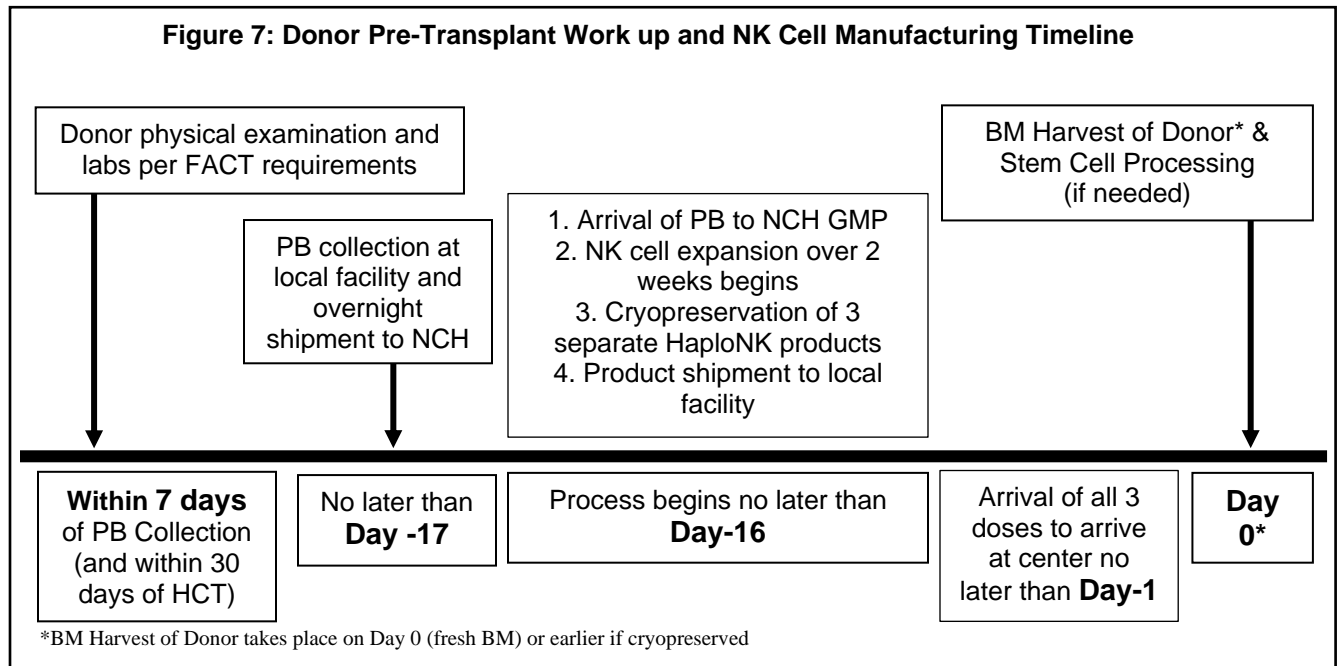 Figure 7: Donor Pre-Transplant Work up and NK Cell Manufacturing Timeline
Donor physical examination and
labs per FACT requirements
PB collection at
local facility and
overnight
shipment to NCH
1. Arrival of PB to NCH GMP
2. NK cell expansion over 2
weeks begins
3. Cryopreservation of 3
separate HaploNK products
4. Product shipment to local
facility
BM Harvest of Donor* &
Stem Cell Processing
(if needed)
Within 7 days
of PB Collection
(and within 30
days of HCT)
No later than
Day -17
Process begins no later than
Day-16
Arrival of all 3
doses to arrive
at center no
later than Day-1
Day
0*
*BM Harvest of Donor takes place on Day 0 (fresh BM) or earlier if cryopreserved